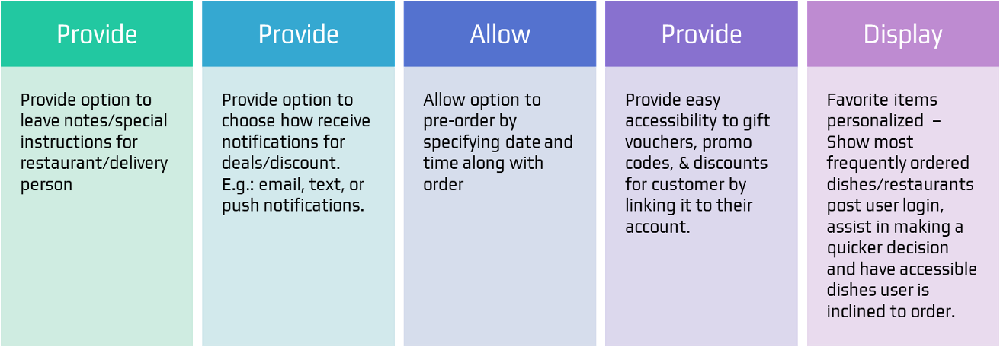 Provide
Provide option to
leave notes/special
instructions for
restaurant/delivery
person
Provide
Provide option to
choose how receive
notifications for
deals/discount.
E.g.: email, text, or
push notifications.
Allow
Allow option to
pre-order by
specifying date and
time along with
order
Provide
Provide easy
accessibility to gift
vouchers, promo
codes, & discounts
for customer by
linking it to their
account.
Display
Favorite items
personalized –
Show most
frequently ordered
dishes/restaurants
post user login,
assist in making a
quicker decision
and have accessible
dishes user is
inclined to order.